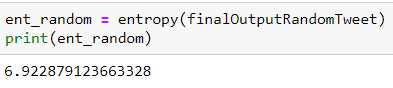 ent_random = entropy(finalOutputRandomTweet)
print(ent_random)
6.922879123663328